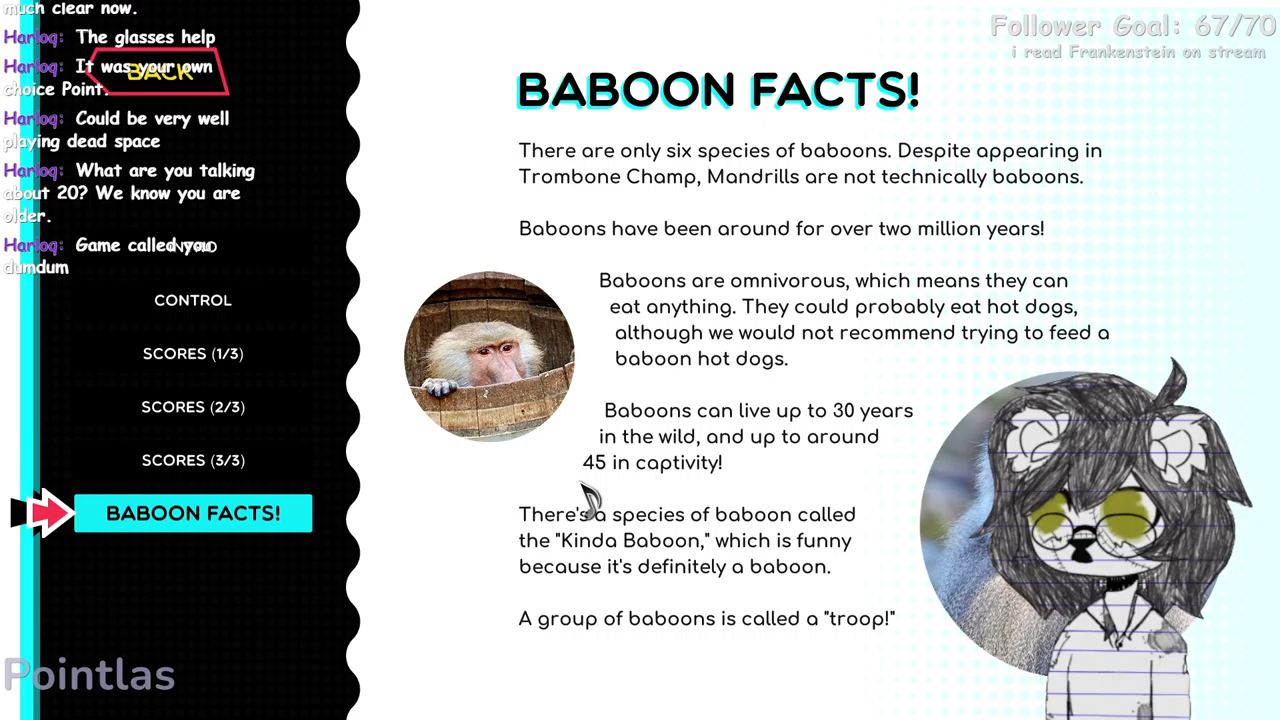 much clear now.
Harloq: The glasses help
Harloq: It was your own
choice Point.
Harloq: Could be very well
playing dead space
Harloq: What are you talking
about 20? We know you are
older.
Harloq: Game called you
dumdum
BACK
CONTROL
SCORES (1/3)
SCORES (2/3)
SCORES (3/3)
BABOON FACTS!
Pointlas
Follower Goal: 67/70
i read Frankenstein on stream
BABOON FACTS!
There are only six species of baboons. Despite appearing in
Trombone Champ, Mandrills are not technically baboons.
Baboons have been around for over two million years!
Baboons are omnivorous, which means they can
eat anything. They could probably eat hot dogs,
although we would not recommend trying to feed a
baboon hot dogs.
Baboons can live up to 30 years
in the wild, and up to around
45 in captivity!
There's a species of baboon called
the "Kinda Baboon," which is funny
because it's definitely a baboon.
A group of baboons is called a "troop!"